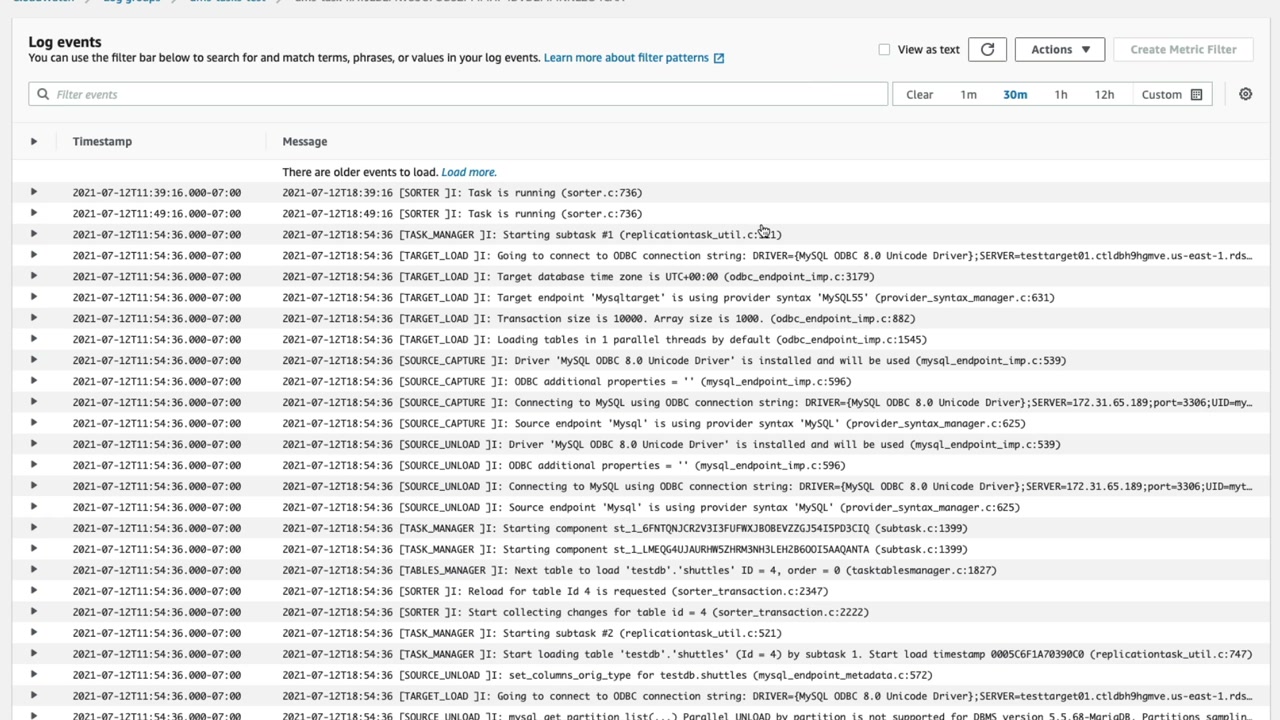 Log events
You can use the filter bar below to search for and match terms, phrases, or values in your log events. Learn more about filter patterns
View as text
Actions
Create Metric Filter
Filter events
Clear 1m 30m 1h 12h Custom
Timestamp Message
There are older events to load. Load more.
2021-07-12T11:39:16.000-07:00 2021-07-12T18:39:16 [SORTER ]I: Task is running (sorter.c:736)
2021-07-12T11:49:16.000-07:00 2021-07-12T18:49:16 [SORTER ]I: Task is running (sorter.c:736)
2021-07-12T11:54:36.000-07:00 2021-07-12T18:54:36 [TASK_MANAGER ]I: Starting subtask #1
2021-07-12T11:54:36.000-07:00 2021-07-12T18:54:36 [TARGET_LOAD ]I: Going to connect to ODBC connection string: DRIVER={MySQL ODBC 8.0 Unicode Driver};SERVER=testtarget01.ctldbh9hgmve.us-east-1.rds…
2021-07-12T11:54:36.000-07:00 2021-07-12T18:54:36 [TARGET_LOAD ]I: Target database time zone is UTC+00:00 (odbc_endpoint_imp.c:3179)
2021-07-12T11:54:36.000-07:00 2021-07-12T18:54:36 [TARGET_LOAD ]I: Target endpoint 'Mysqltarget' is using provider syntax 'MySQL55' (provider_syntax_manager.c:631)
2021-07-12T11:54:36.000-07:00 2021-07-12T18:54:36 [TARGET_LOAD ]I: Transaction size is 10000. Array size is 1000. (odbc_endpoint_imp.c:882)
2021-07-12T11:54:36.000-07:00 2021-07-12T18:54:36 [TARGET_LOAD ]I: Loading tables in 1 parallel threads by default (odbc_endpoint_imp.c:1545)
2021-07-12T11:54:36.000-07:00 2021-07-12T18:54:36 [SOURCE_CAPTURE ]I: Driver 'MySQL ODBC 8.0 Unicode Driver' is installed and will be used (mysql_endpoint_imp.c:539)
2021-07-12T11:54:36.000-07:00 2021-07-12T18:54:36 [SOURCE_CAPTURE ]I: ODBC additional properties = '' (mysql_endpoint_imp.c:596)
2021-07-12T11:54:36.000-07:00 2021-07-12T18:54:36 [SOURCE_CAPTURE ]I: Connecting to MySQL using ODBC connection string: DRIVER={MySQL ODBC 8.0 Unicode Driver};SERVER=172.31.65.189;port=3306;UID=my…
2021-07-12T11:54:36.000-07:00 2021-07-12T18:54:36 [SOURCE_CAPTURE ]I: Source endpoint 'Mysql' is using provider syntax 'MySQL' (provider_syntax_manager.c:625)
2021-07-12T11:54:36.000-07:00 2021-07-12T18:54:36 [SOURCE_UNLOAD ]I: Driver 'MySQL ODBC 8.0 Unicode Driver' is installed and will be used (mysql_endpoint_imp.c:539)
2021-07-12T11:54:36.000-07:00 2021-07-12T18:54:36 [SOURCE_UNLOAD ]I: ODBC additional properties = '' (mysql_endpoint_imp.c:596)
2021-07-12T11:54:36.000-07:00 2021-07-12T18:54:36 [SOURCE_UNLOAD ]I: Connecting to MySQL using ODBC connection string: DRIVER={MySQL ODBC 8.0 Unicode Driver};SERVER=172.31.65.189;port=3306;UID=myt…
2021-07-12T11:54:36.000-07:00 2021-07-12T18:54:36 [SOURCE_UNLOAD ]I: Source endpoint 'Mysql' is using provider syntax 'MySQL' (provider_syntax_manager.c:625)
2021-07-12T11:54:36.000-07:00 2021-07-12T18:54:36 [TASK_MANAGER ]I: Starting component st_1_6FNTQNJCR2V3I3FUFWXJBOBEVZZGJ54I5PD3CIQ (subtask.c:1399)
2021-07-12T11:54:36.000-07:00 2021-07-12T18:54:36 [TASK_MANAGER ]I: Starting component st_1_LMEQG4UJAURHW5ZHRM3NH3LEHZB6OOI5AAQANTA (subtask.c:1399)
2021-07-12T11:54:36.000-07:00 2021-07-12T18:54:36 [TABLES_MANAGER ]I: Next table to load 'testdb'.'shuttles' ID = 4, order = 0 (tasktablesmanager.c:1827)
2021-07-12T11:54:36.000-07:00 2021-07-12T18:54:36 [SORTER ]I: Reload for table Id 4 is requested (sorter_transaction.c:2347)
2021-07-12T11:54:36.000-07:00 2021-07-12T18:54:36 [SORTER ]I: Start collecting changes for table id = 4 (sorter_transaction.c:2222)
2021-07-12T11:54:36.000-07:00 2021-07-12T18:54:36 [TASK_MANAGER ]I: Starting subtask #2 (replicationtask_util.c:521)
2021-07-12T11:54:36.000-07:00 2021-07-12T18:54:36 [TASK_MANAGER ]I: Start loading table 'testdb'.'shuttles' (Id = 4) by subtask 1. Start load timestamp 0005C6F1A70390C0 (replicationtask_util.c:747)
2021-07-12T11:54:36.000-07:00 2021-07-12T18:54:36 [SOURCE_UNLOAD ]I: set_columns_orig_type for testdb.shuttles (mysql_endpoint_metadata.c:572)
2021-07-12T11:54:36.000-07:00 2021-07-12T18:54:36 [TARGET_LOAD ]I: Going to connect to ODBC connection string: DRIVER={MySQL ODBC 8.0 Unicode Driver};SERVER=testtarget01.ctldbh9hgmve.us-east-1.rds…
2021-07-12T11:54:36.000-07:00 2021-07-12T18:54:36 [SOURCE_UNLOAD ]I: mysql_get_partition_list(...) Parallel UNLOAD by partition is not supported for DBMS version 5.5.68-MariaDB. Partitions samplin…